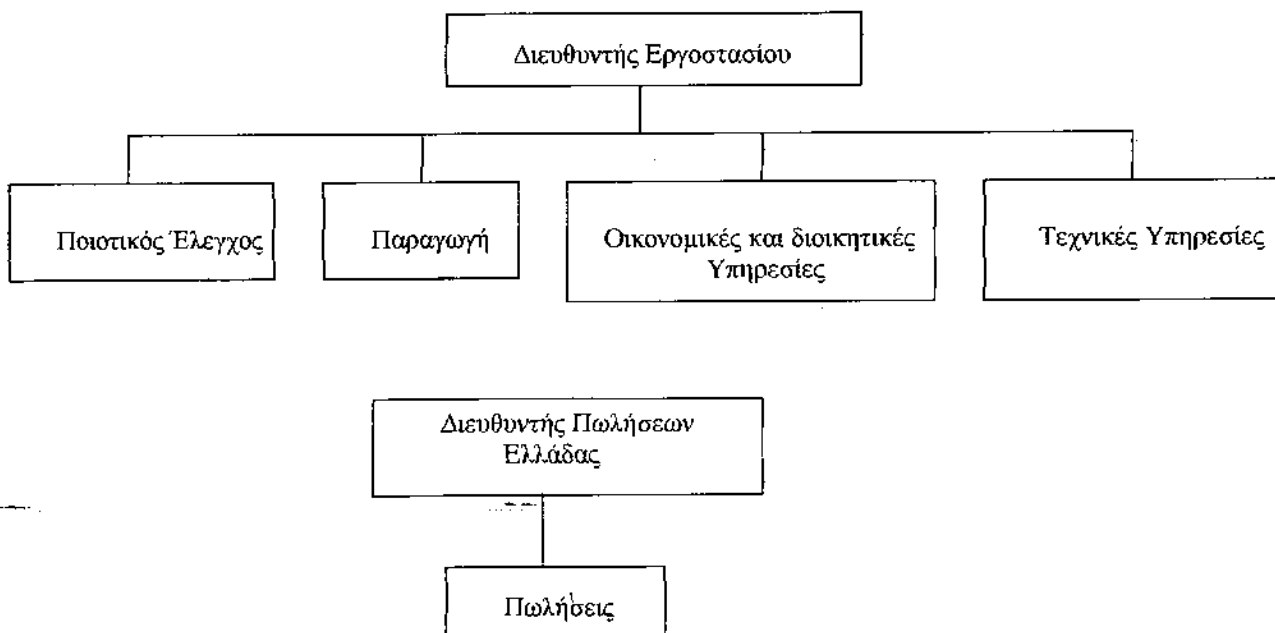 Διευθυντής Εργοστασίου
Ποιοτικός Έλεγχος
Παραγωγή
Οικονομικές και διοικητικές
Υπηρεσίες
Τεχνικές Υπηρεσίες
Διευθυντής Πωλήσεων
Ελλάδας
Πωλήσεις